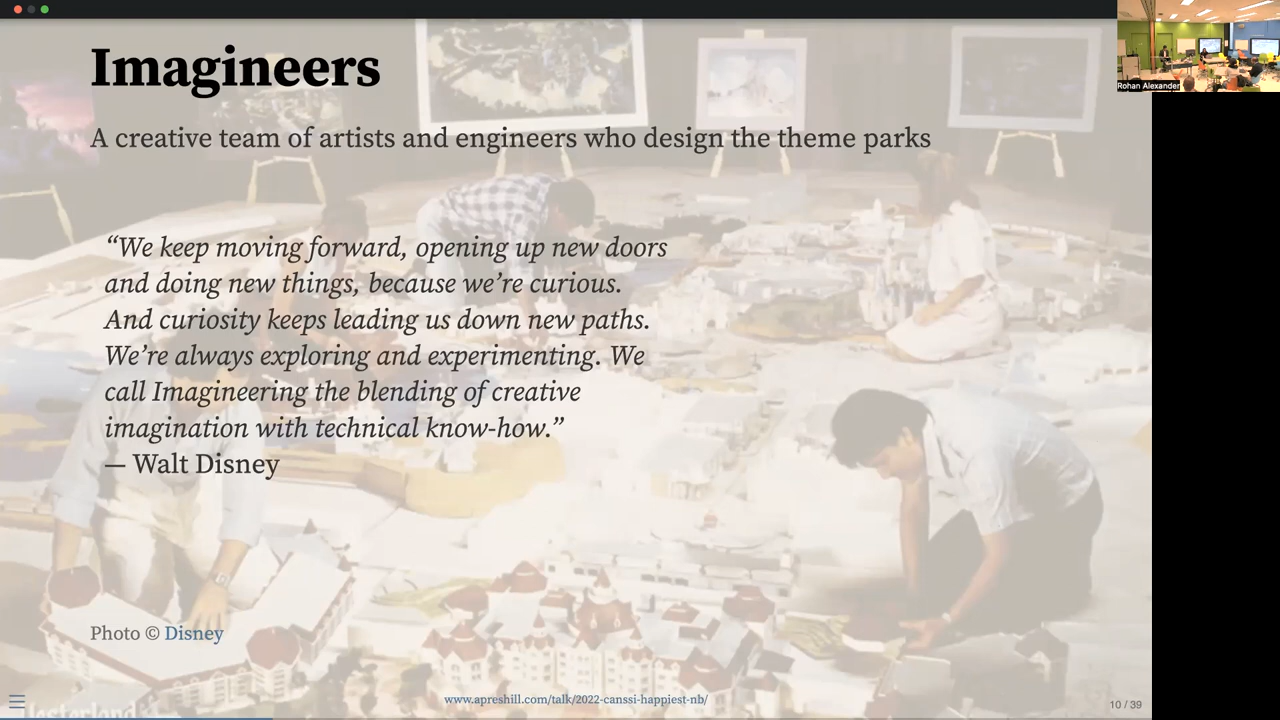 Imagineers
Rohan Alexander
A creative team of artists and engineers who design the theme parks
“We keep moving forward, opening up new doors
and doing new things, because we’re curious.
And curiosity keeps leading us down new paths.
We’re always exploring and experimenting. We
call Imagineering the blending of creative
imagination with technical know-how.”
— Walt Disney
Photo © Disney
www.apreshill.com/talk/2022-canssi-happiest-nb/
10 / 39